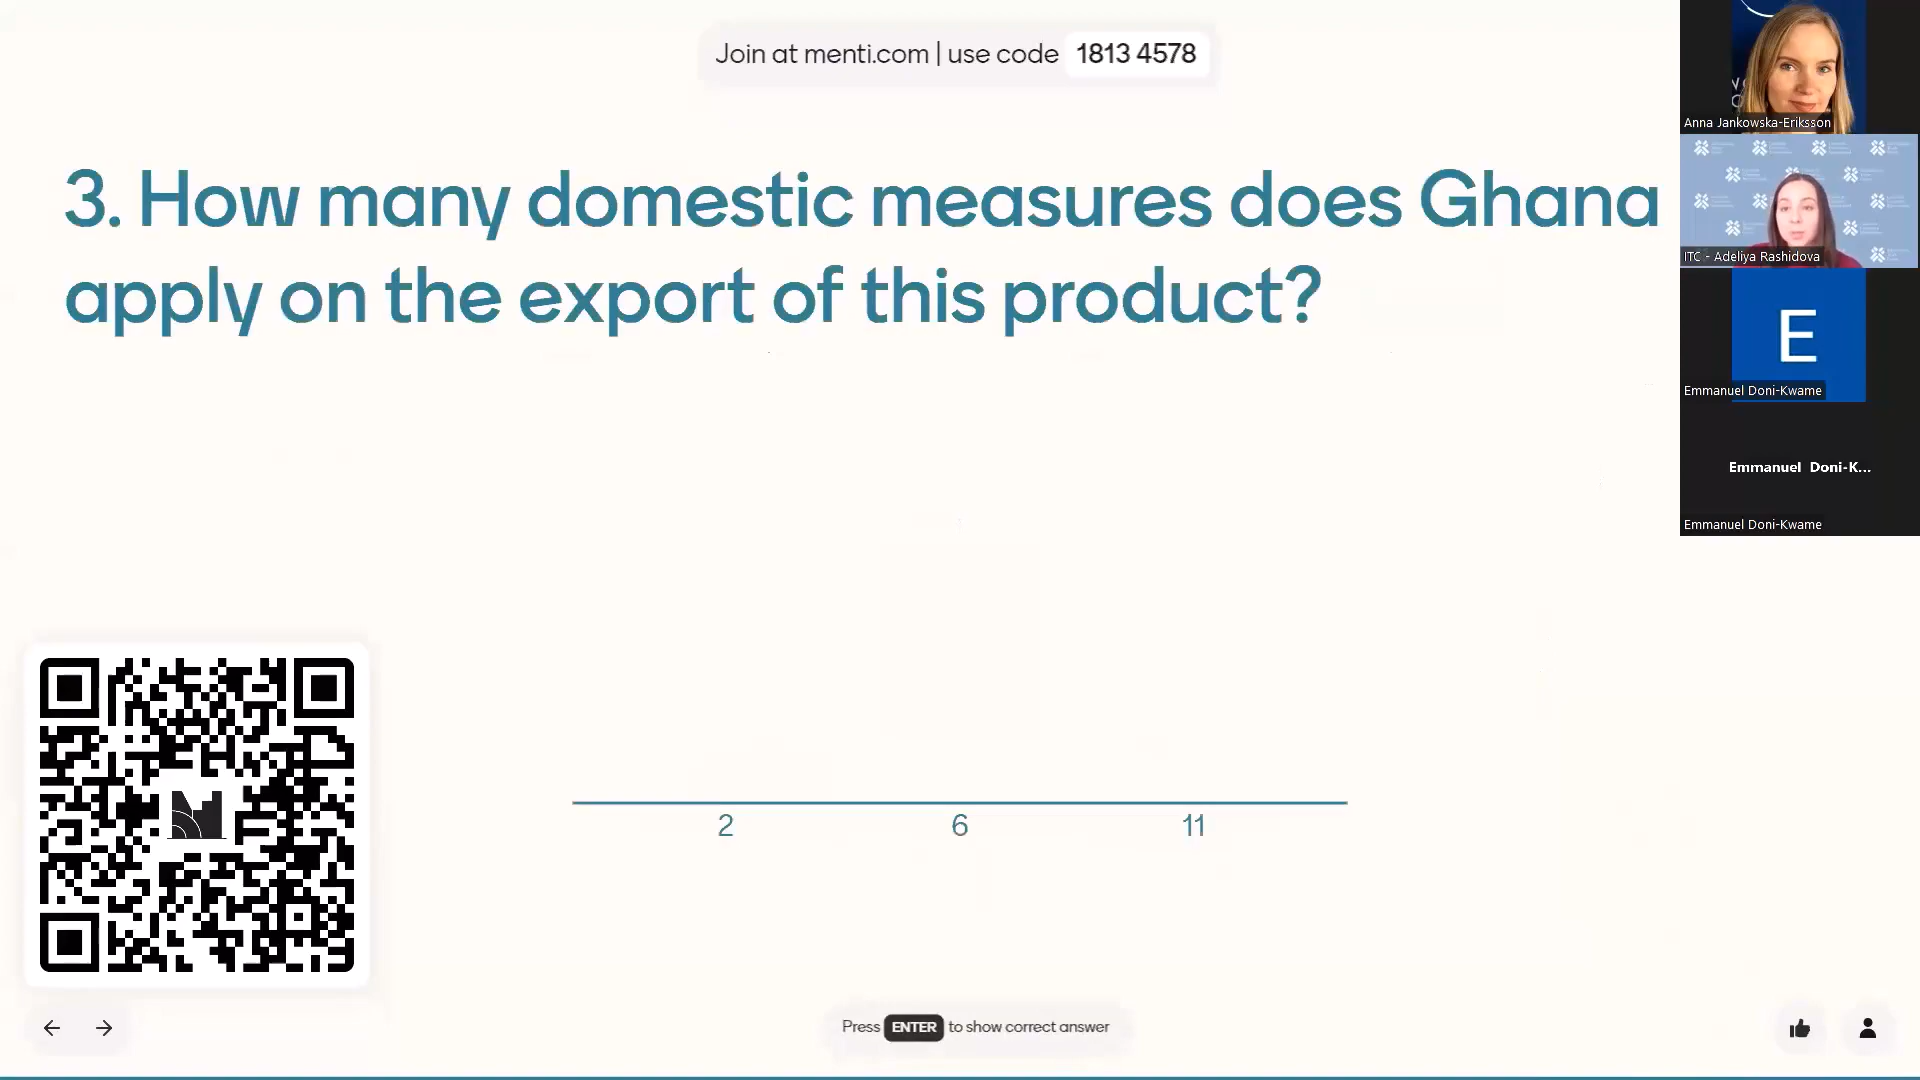 Join at menti.com | use code 1813 4578
3. How many domestic measures does Ghana
apply on the export of this product?
2 6 11
Press ENTER to show correct answer
Anna Jankowska-Eriksson
ITC - Adeliya Rashidova
E
Emmanuel Doni-Kwame
Emmanuel Doni-K...
Emmanuel Doni-Kwame